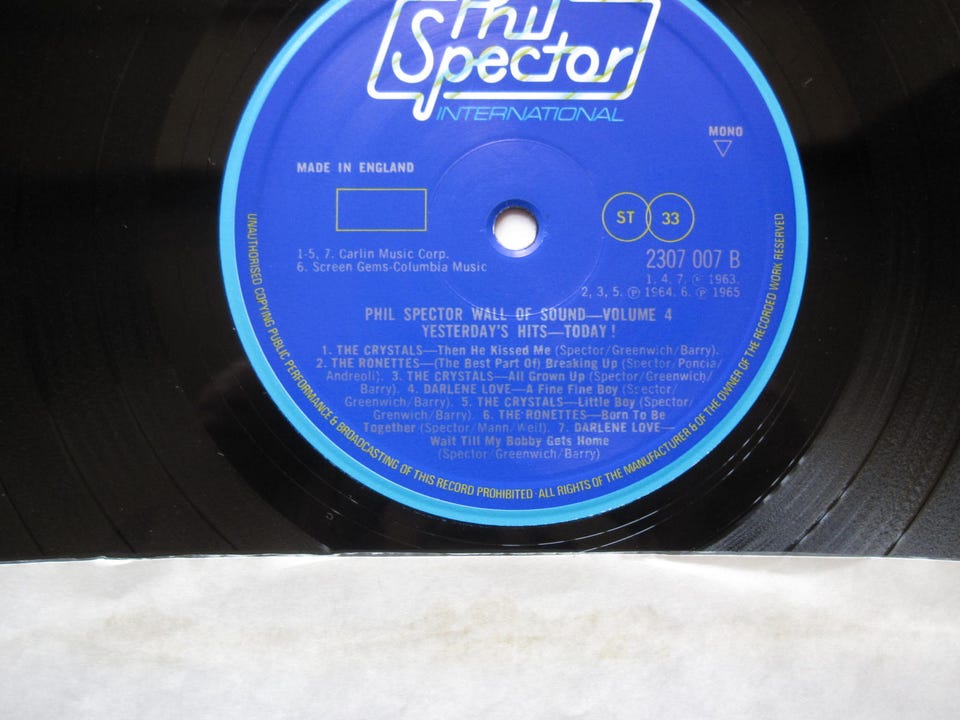 Phil
Spector
INTERNATIONAL
MONO
MADE IN ENGLAND
ST 33
1-5, 7. Carlin Music Corp.
6. Screen Gems-Columbia Music
2307 007 B
1, 4, 7. ℗ 1963.
2, 3, 5. ℗ 1964. 6. ℗ 1965
PHIL SPECTOR WALL OF SOUND—VOLUME 4
YESTERDAY'S HITS—TODAY!
1. THE CRYSTALS—Then He Kissed Me (Spector/Greenwich/Barry).
2. THE RONETTES—(The Best Part Of) Breaking Up (Spector/Poncia/
Andreoli). 3. THE CRYSTALS—All Grown Up (Spector/Greenwich/
Barry). 4. DARLENE LOVE—A Fine Fine Boy (Spector/
Greenwich/Barry). 5. THE CRYSTALS—Little Boy (Spector/
Greenwich/Barry). 6. THE RONETTES—Born To Be
Together (Spector/Mann/Weil). 7. DARLENE LOVE—
Wait Till My Bobby Gets Home
(Spector/Greenwich/Barry)
UNAUTHORISED COPYING PUBLIC PERFORMANCE & BROADCASTING OF THIS RECORD PROHIBITED · ALL RIGHTS OF THE MANUFACTURER & OF THE OWNER OF THE RECORDED WORK RESERVED